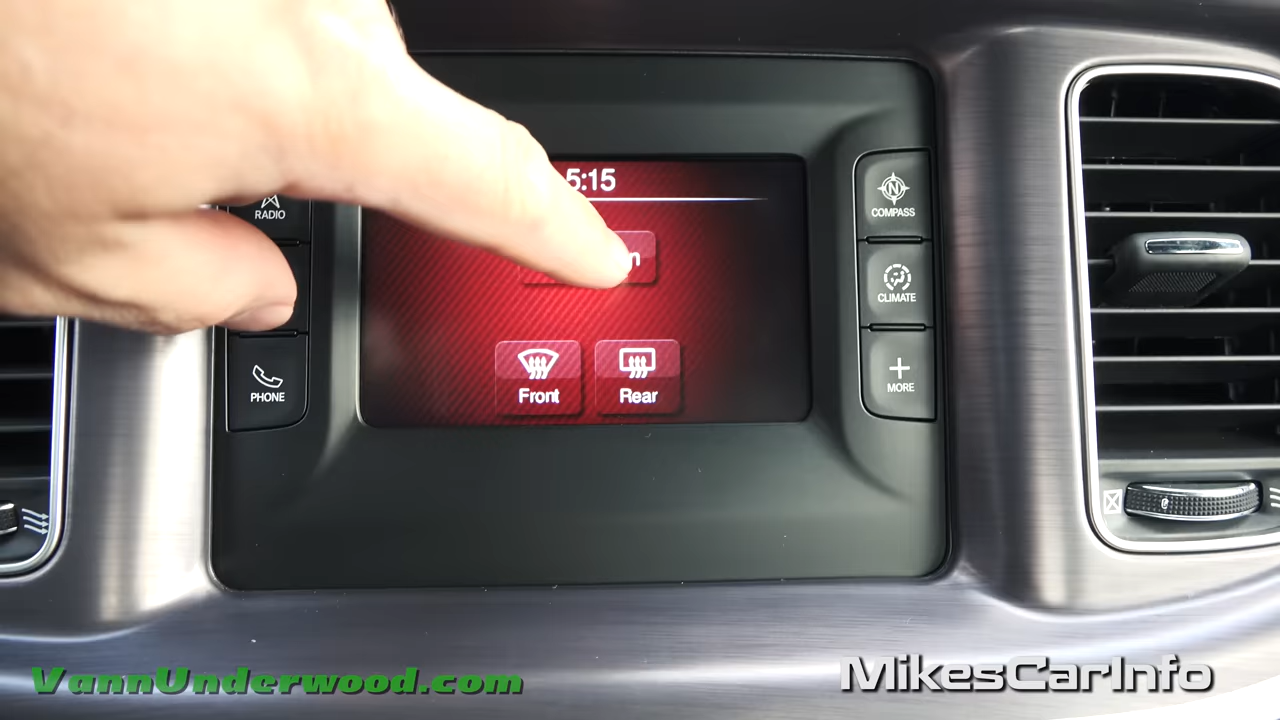 5:15
RADIO
COMPASS
CLIMATE
PHONE
MORE
Front
Rear
VannUnderwood.com
MikesCarInfo